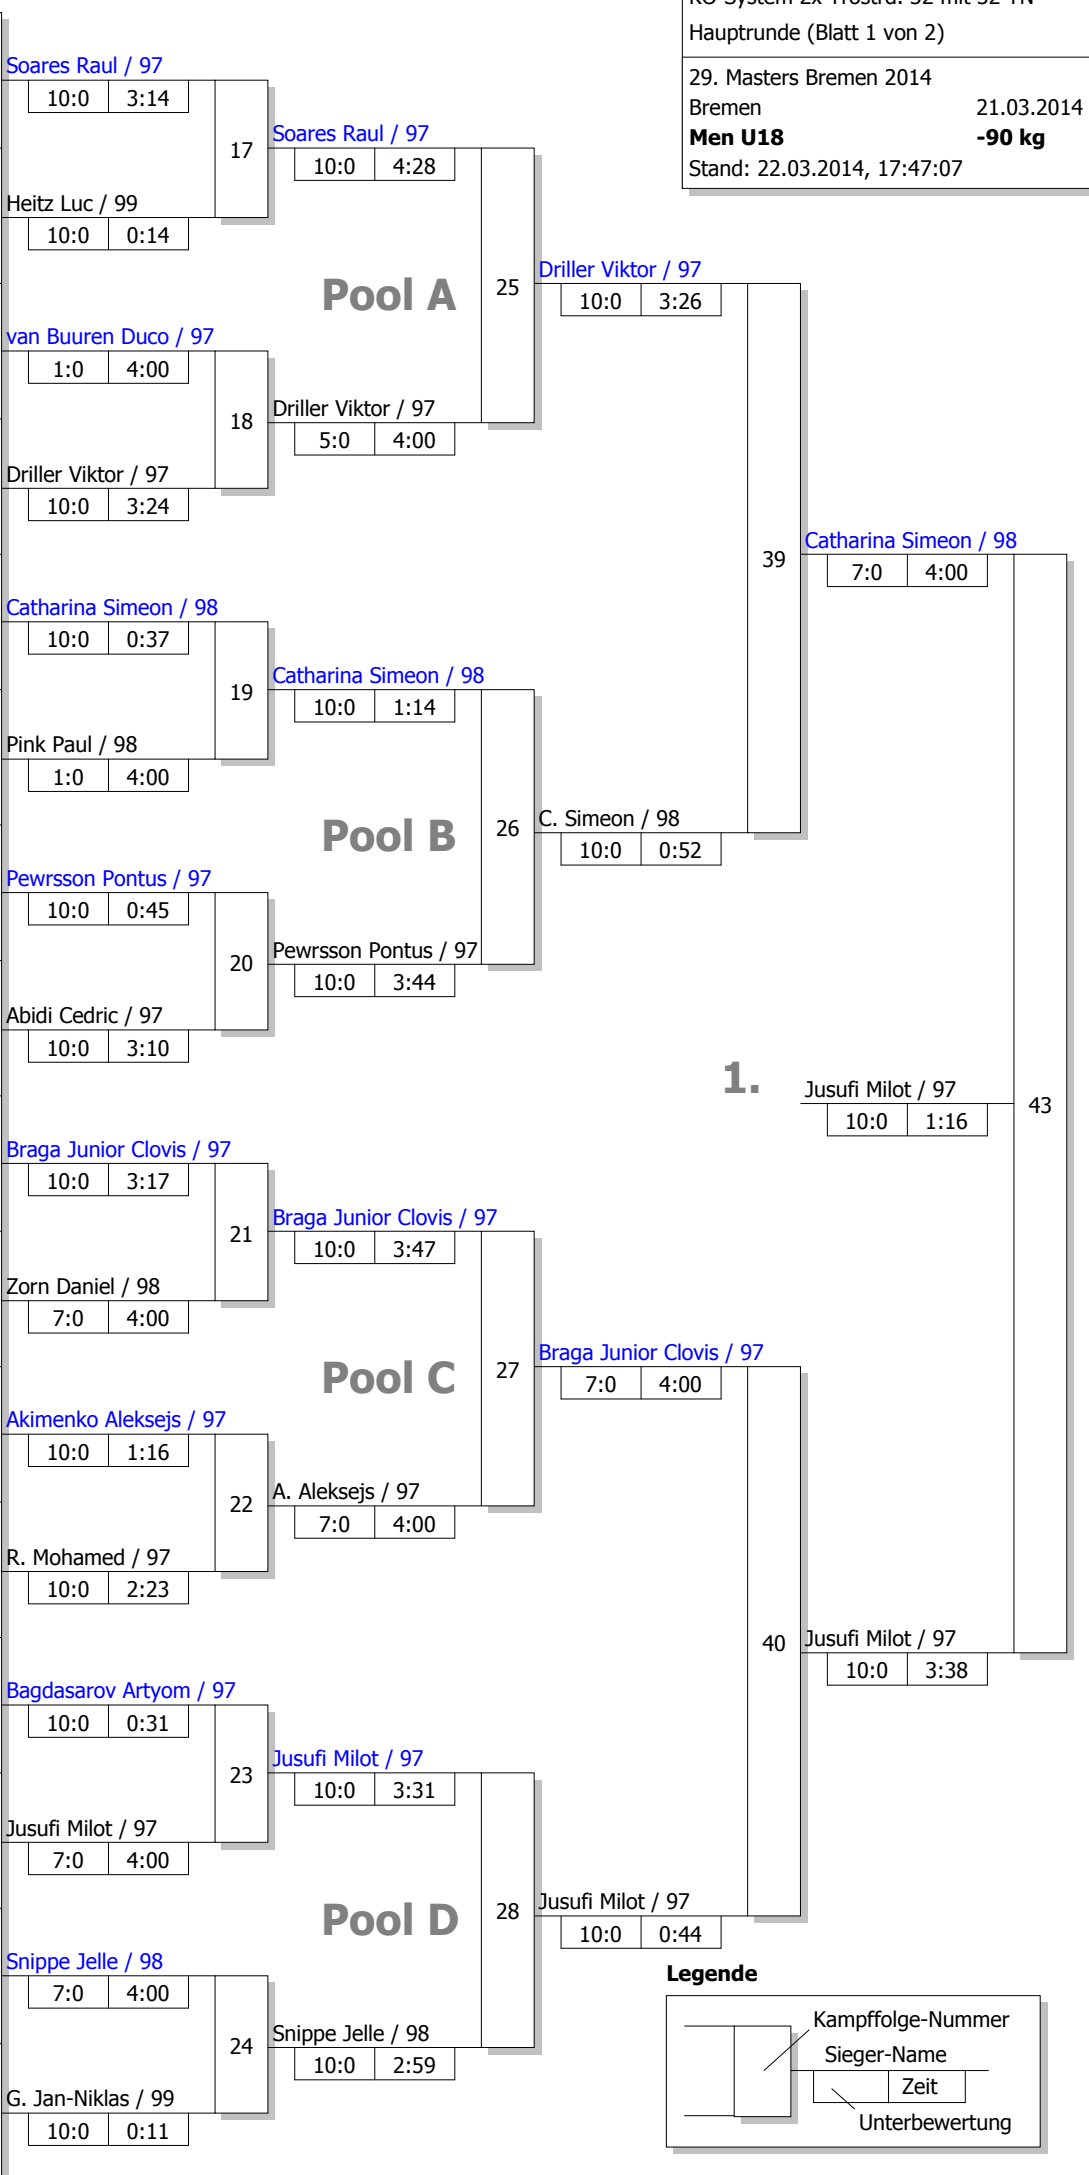 KO-System 2x Trostrd. 32 mit 32 TN
Hauptrunde (Blatt 1 von 2)
29. Masters Bremen 2014
Bremen 21.03.2014
Men U18 -90 kg
Stand: 22.03.2014, 17:47:07
Soares Raul / 97
10:0 3:14
17
Soares Raul / 97
10:0 4:28
Heitz Luc / 99
10:0 0:14
Pool A
25
Driller Viktor / 97
10:0 3:26
van Buuren Duco / 97
1:0 4:00
18
Driller Viktor / 97
5:0 4:00
Driller Viktor / 97
10:0 3:24
39
Catharina Simeon / 98
7:0 4:00
Catharina Simeon / 98
10:0 0:37
19
Catharina Simeon / 98
10:0 1:14
Pink Paul / 98
1:0 4:00
Pool B
26
C. Simeon / 98
10:0 0:52
Pewrsson Pontus / 97
10:0 0:45
20
Pewrsson Pontus / 97
10:0 3:44
Abidi Cedric / 97
10:0 3:10
1.
Jusufi Milot / 97
10:0 1:16
43
Braga Junior Clovis / 97
10:0 3:17
21
Braga Junior Clovis / 97
10:0 3:47
Zorn Daniel / 98
7:0 4:00
Pool C
27
Braga Junior Clovis / 97
7:0 4:00
Akimenko Aleksejs / 97
10:0 1:16
22
A. Aleksejs / 97
7:0 4:00
R. Mohamed / 97
10:0 2:23
40
Jusufi Milot / 97
10:0 3:38
Bagdasarov Artyom / 97
10:0 0:31
23
Jusufi Milot / 97
10:0 3:31
Jusufi Milot / 97
7:0 4:00
Pool D
28
Jusufi Milot / 97
10:0 0:44
Snippe Jelle / 98
7:0 4:00
24
Snippe Jelle / 98
10:0 2:59
G. Jan-Niklas / 99
10:0 0:11
Legende
Kampffolge-Nummer
Sieger-Name
Zeit
Unterbewertung